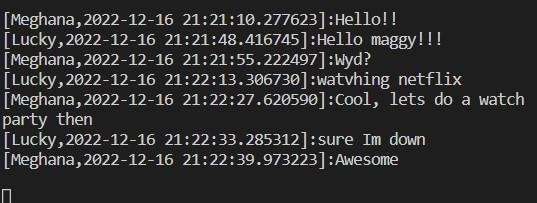 [Meghana,2022-12-16 21:21:10.277623]:Hello!!
[Lucky,2022-12-16 21:21:48.416745]:Hello maggy!!!
[Meghana,2022-12-16 21:21:55.222497]:Wyd?
[Lucky,2022-12-16 21:22:13.306730]:watvhing netflix
[Meghana,2022-12-16 21:22:27.620590]:Cool, lets do a watch
party then
[Lucky,2022-12-16 21:22:33.285312]:sure Im down
[Meghana,2022-12-16 21:22:39.973223]:Awesome